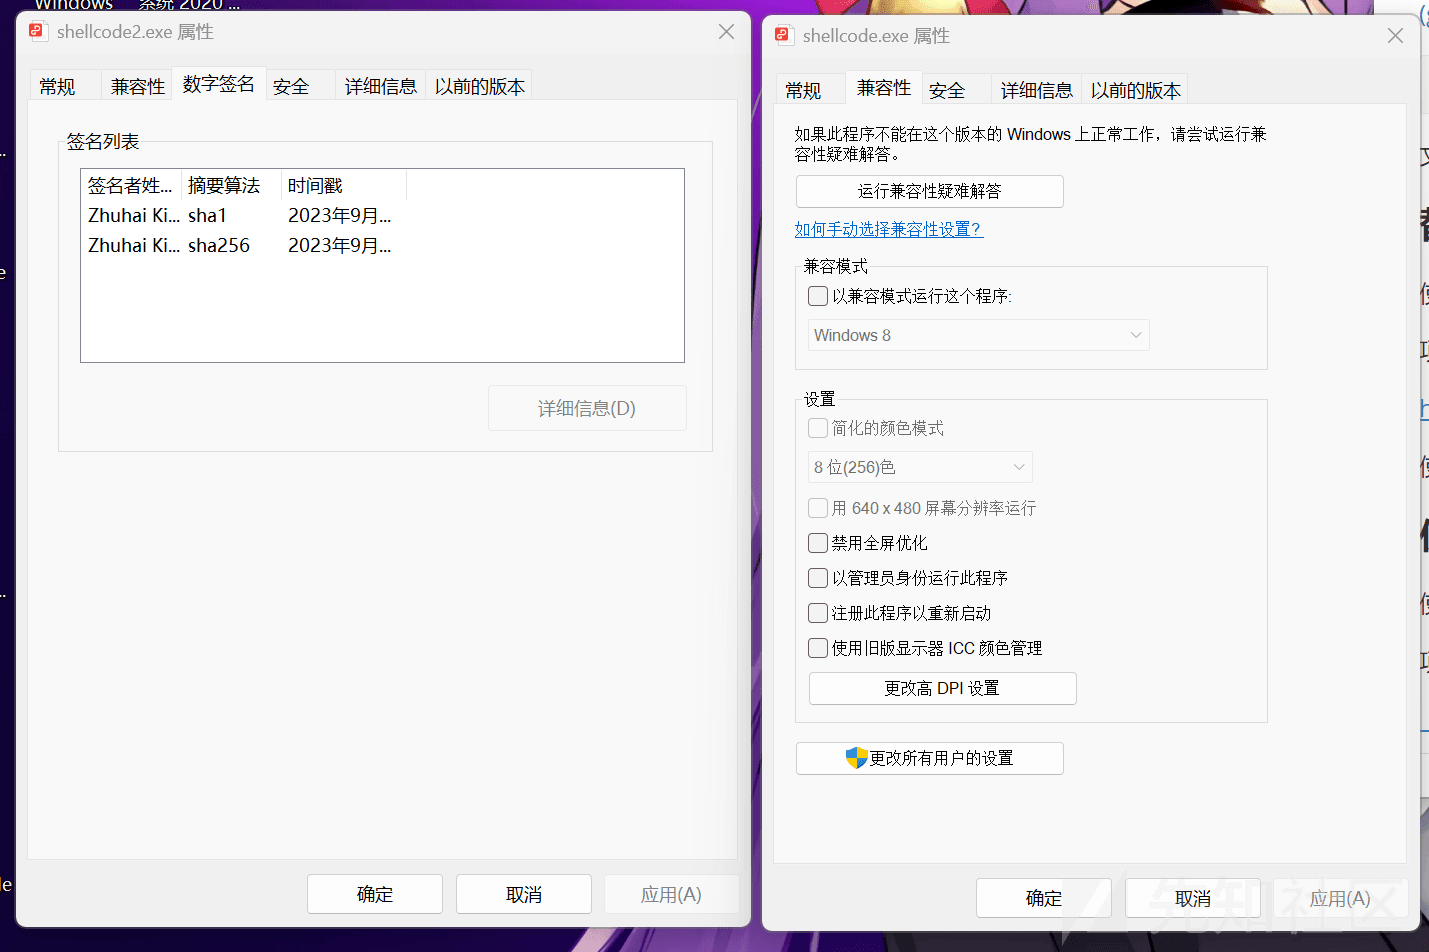 Windows 系统 2020 ...
shellcode2.exe 属性
常规 兼容性 数字签名 安全 详细信息 以前的版本
签名列表
签名者姓... 摘要算法 时间戳
Zhuhai Ki... sha1 2023年9月...
Zhuhai Ki... sha256 2023年9月...
详细信息(D)
确定 取消 应用(A)
shellcode.exe 属性
常规 兼容性 安全 详细信息 以前的版本
如果此程序不能在这个版本的 Windows 上正常工作，请尝试运行兼
容性疑难解答。
运行兼容性疑难解答
如何手动选择兼容性设置?
兼容模式
以兼容模式运行这个程序:
Windows 8
设置
简化的颜色模式
8 位(256)色
用 640 x 480 屏幕分辨率运行
禁用全屏优化
以管理员身份运行此程序
注册此程序以重新启动
使用旧版显示器 ICC 颜色管理
更改高 DPI 设置
更改所有用户的设置
确定 取消 应用(A)
先知社区